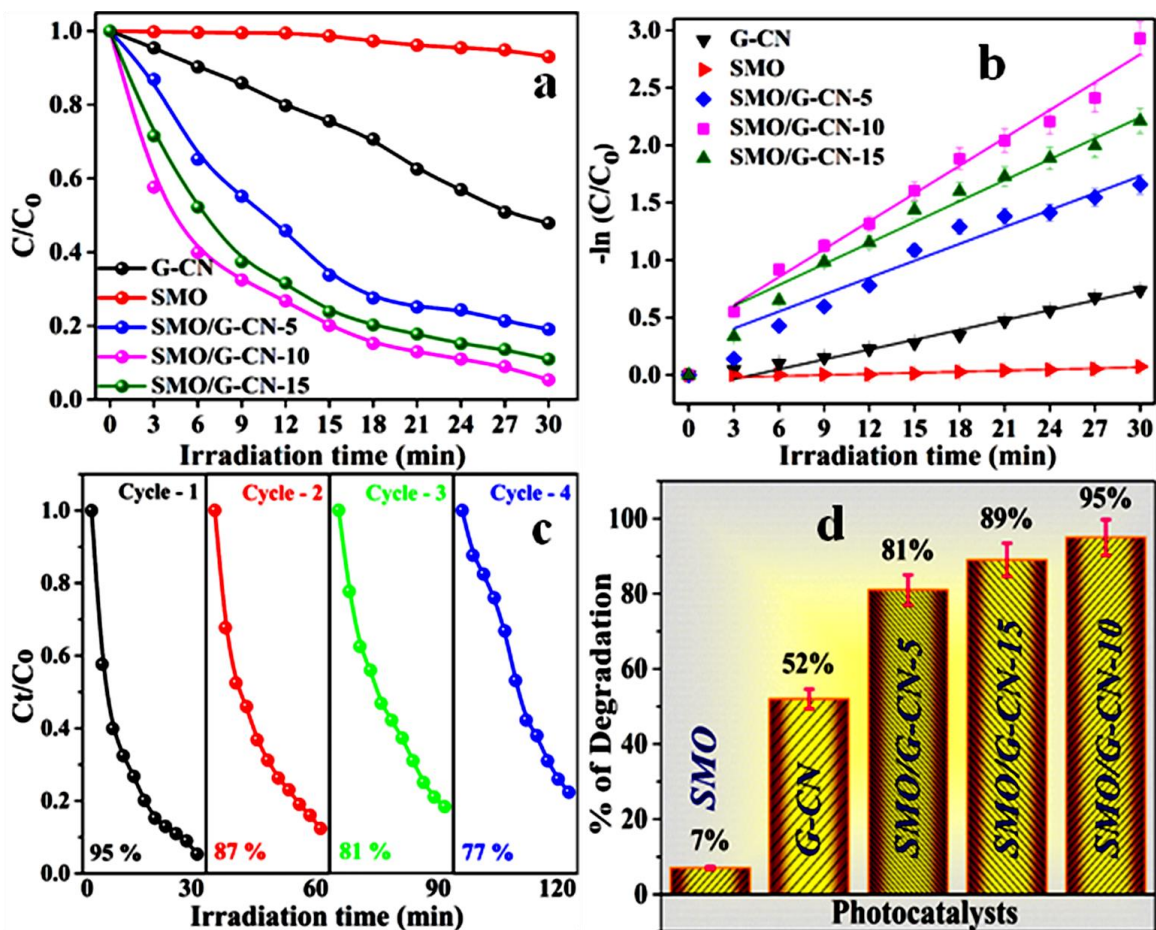 a
C/C0
1.0
0.8
0.6
0.4
0.2
0.0
G-CN
SMO
SMO/G-CN-5
SMO/G-CN-10
SMO/G-CN-15
0 3 6 9 12 15 18 21 24 27 30
Irradiation time (min)
b
-ln (C/C0)
3.0
2.5
2.0
1.5
1.0
0.5
0.0
G-CN
SMO
SMO/G-CN-5
SMO/G-CN-10
SMO/G-CN-15
0 3 6 9 12 15 18 21 24 27 30
Irradiation time (min)
c
Ct/Co
1.0
0.8
0.6
0.4
0.2
0.0
Cycle - 1
Cycle - 2
Cycle - 3
Cycle - 4
95 %
87 %
81 %
77 %
0 30 60 90 120
Irradiation time (min)
d
% of Degradation
100
80
60
40
20
0
7%
52%
81%
89%
95%
SMO
G-CN
SMO/G-CN-5
SMO/G-CN-15
SMO/G-CN-10
Photocatalysts